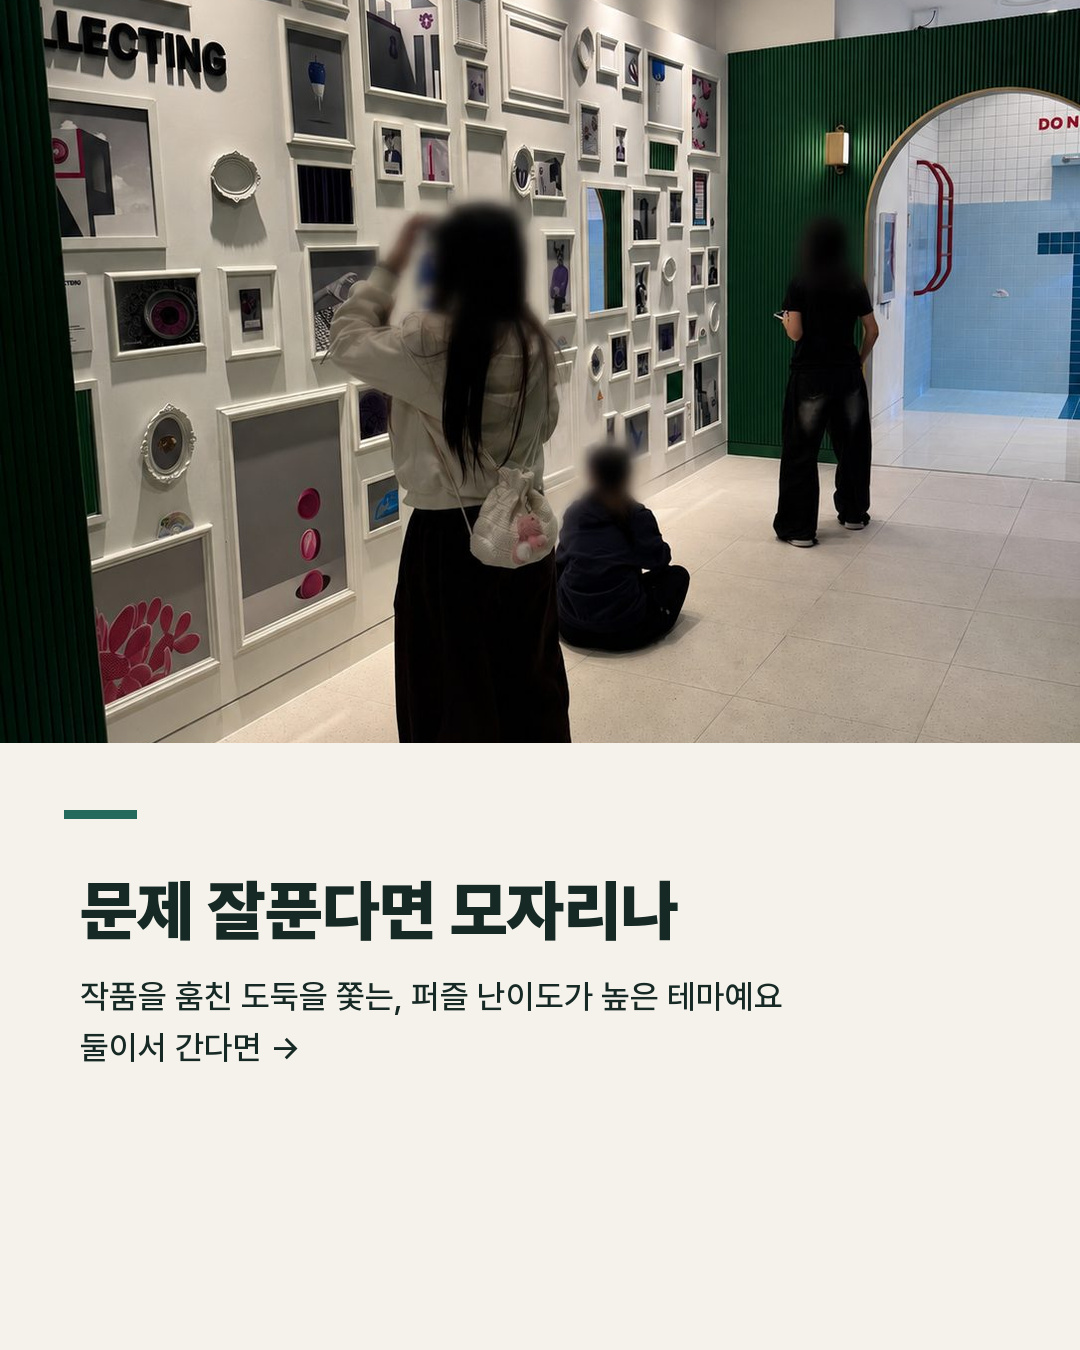 LLECTING
DO N
문제 잘푼다면 모자리나
작품을 훔친 도둑을 쫓는, 퍼즐 난이도가 높은 테마예요
둘이서 간다면 →